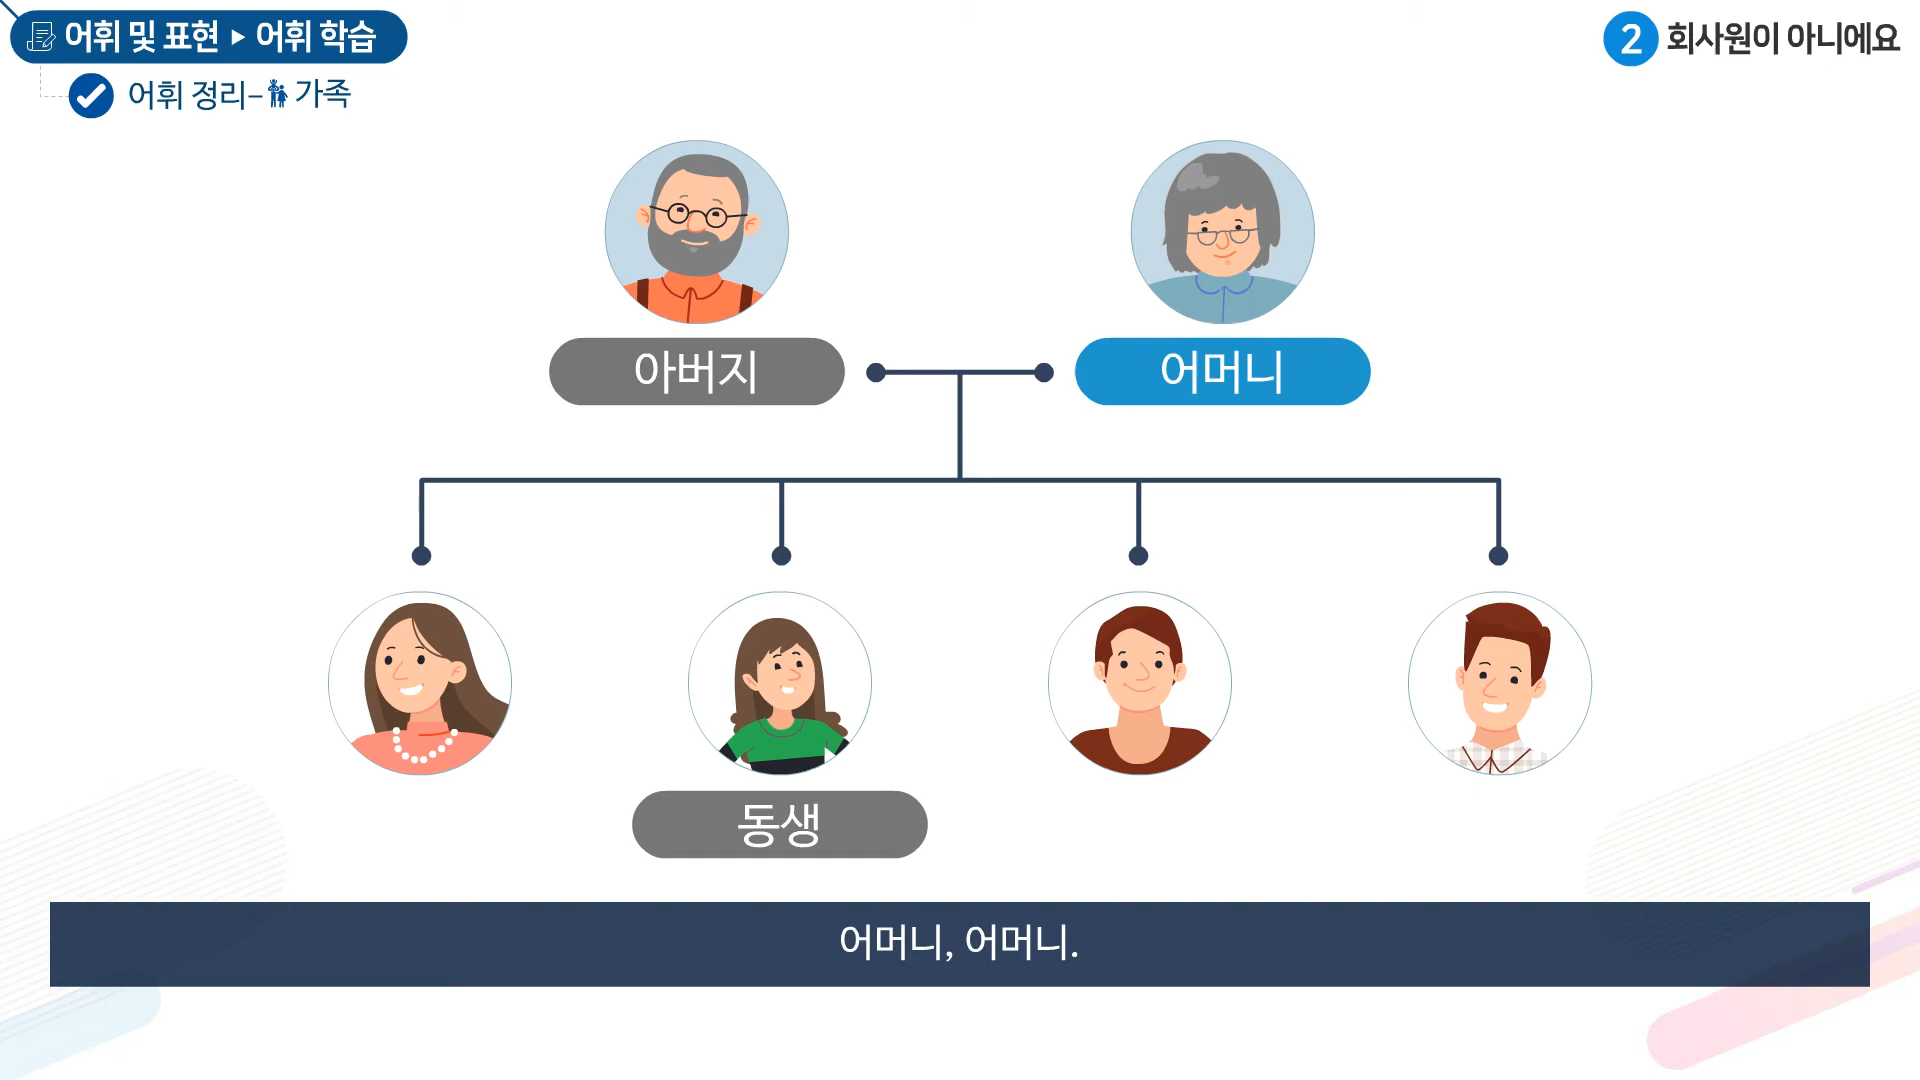 어휘 및 표현 ▶ 어휘 학습
2 회사원이 아니에요
어휘 정리- 가족
아버지
어머니
동생
어머니, 어머니.